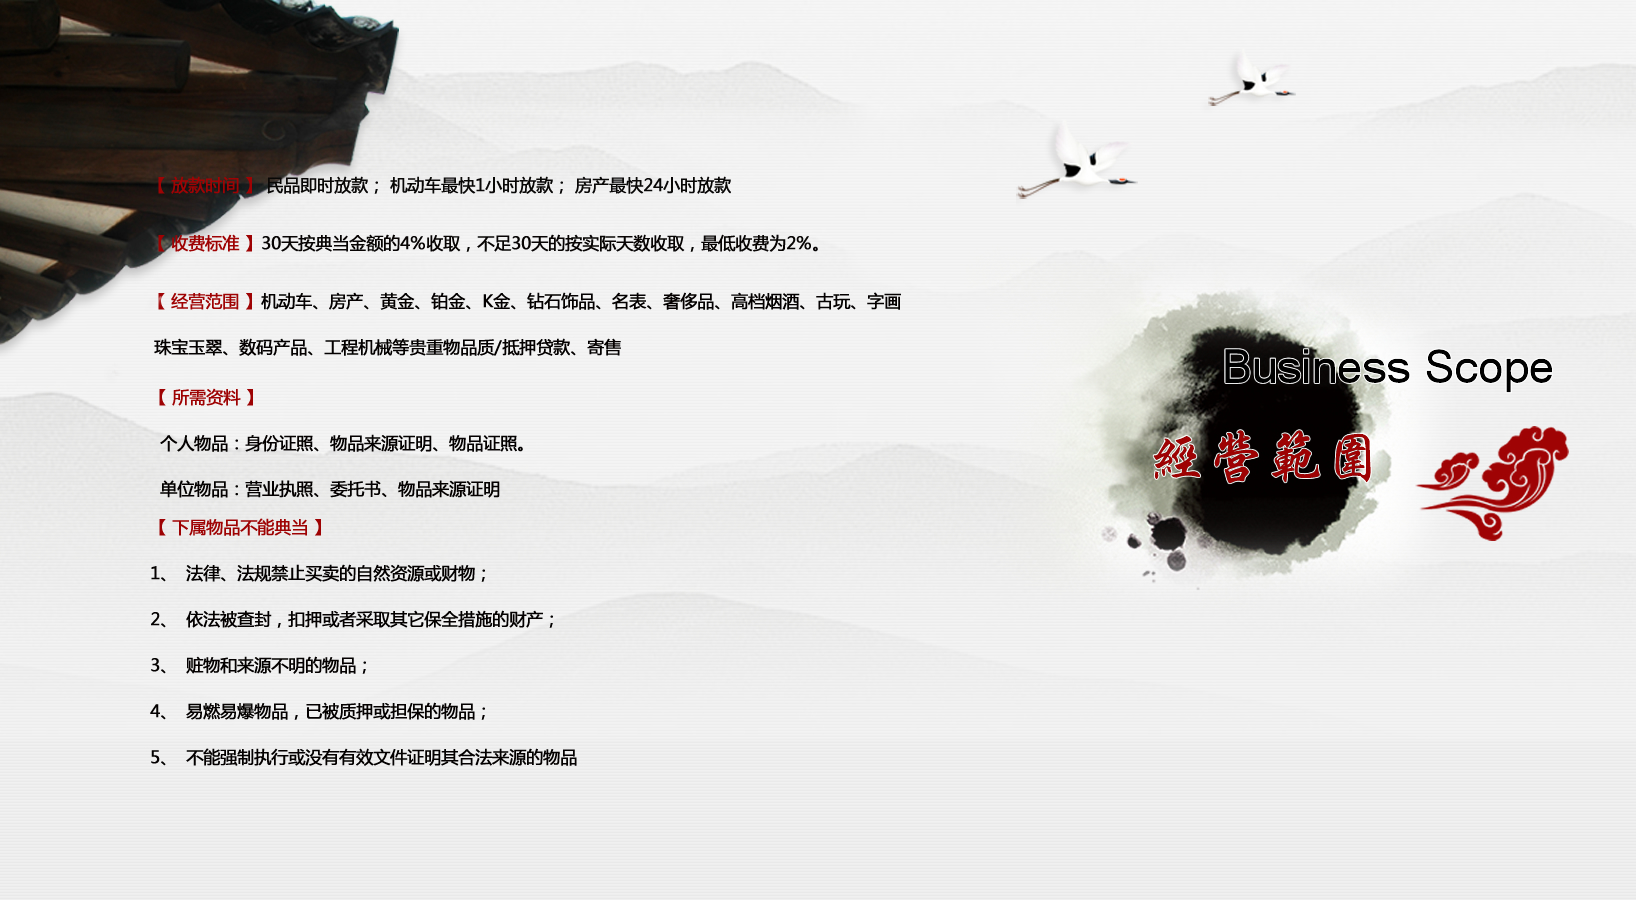 【 放款时间 】 民品即时放款； 机动车最快1小时放款； 房产最快24小时放款
【 收费标准 】30天按典当金额的4%收取，不足30天的按实际天数收取，最低收费为2%。
【 经营范围 】机动车、房产、黄金、铂金、K金、钻石饰品、名表、奢侈品、高档烟酒、古玩、字画
珠宝玉翠、数码产品、工程机械等贵重物品质/抵押贷款、寄售
【 所需资料 】
个人物品：身份证照、物品来源证明、物品证照。
单位物品：营业执照、委托书、物品来源证明
【 下属物品不能典当 】
1、 法律、法规禁止买卖的自然资源或财物；
2、 依法被查封，扣押或者采取其它保全措施的财产；
3、 赃物和来源不明的物品；
4、 易燃易爆物品，已被质押或担保的物品；
5、 不能强制执行或没有有效文件证明其合法来源的物品
Business Scope
經營範圍